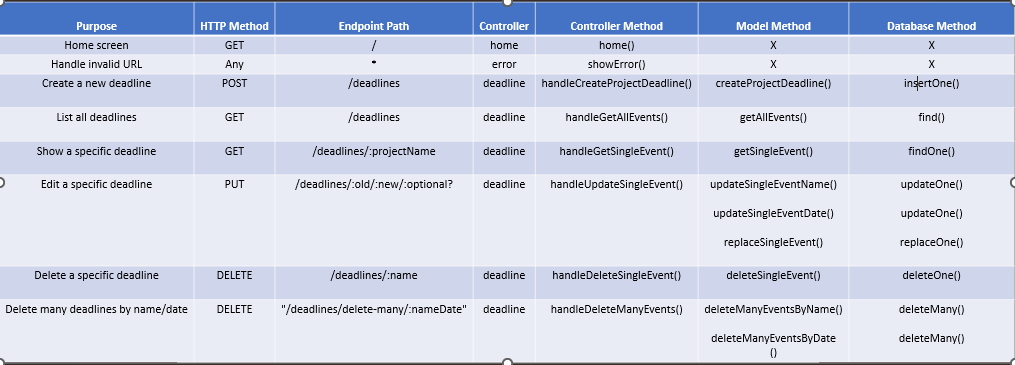 Purpose HTTP Method Endpoint Path Controller Controller Method Model Method Database Method
Home screen GET / home home() X X
Handle invalid URL Any * error showError() X X
Create a new deadline POST /deadlines deadline handleCreateProjectDeadline() createProjectDeadline() insertOne()
List all deadlines GET /deadlines deadline handleGetAllEvents() getAllEvents() find()
Show a specific deadline GET /deadlines/:projectName deadline handleGetSingleEvent() getSingleEvent() findOne()
Edit a specific deadline PUT /deadlines/:old/:new/:optional? deadline handleUpdateSingleEvent() updateSingleEventName() updateOne()
updateSingleEventDate() updateOne()
replaceSingleEvent() replaceOne()
Delete a specific deadline DELETE /deadlines/:name deadline handleDeleteSingleEvent() deleteSingleEvent() deleteOne()
Delete many deadlines by name/date DELETE "/deadlines/delete-many/:nameDate" deadline handleDeleteManyEvents() deleteManyEventsByName() deleteMany()
deleteManyEventsByDate deleteMany()
()